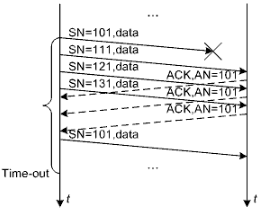 ...
SN=101,data
SN=111,data
SN=121,data
ACK,AN=101
SN=131,data
ACK,AN=101
ACK,AN=101
SN=101,data
...
Time-out
t
t